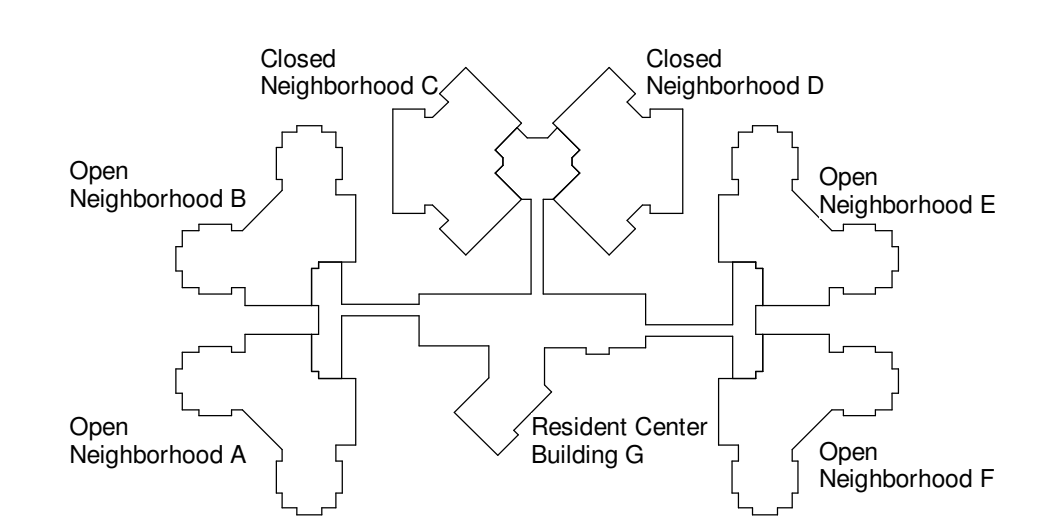 Closed
Neighborhood C
Closed
Neighborhood D
Open
Neighborhood B
Open
Neighborhood E
Open
Neighborhood A
Resident Center
Building G
Open
Neighborhood F